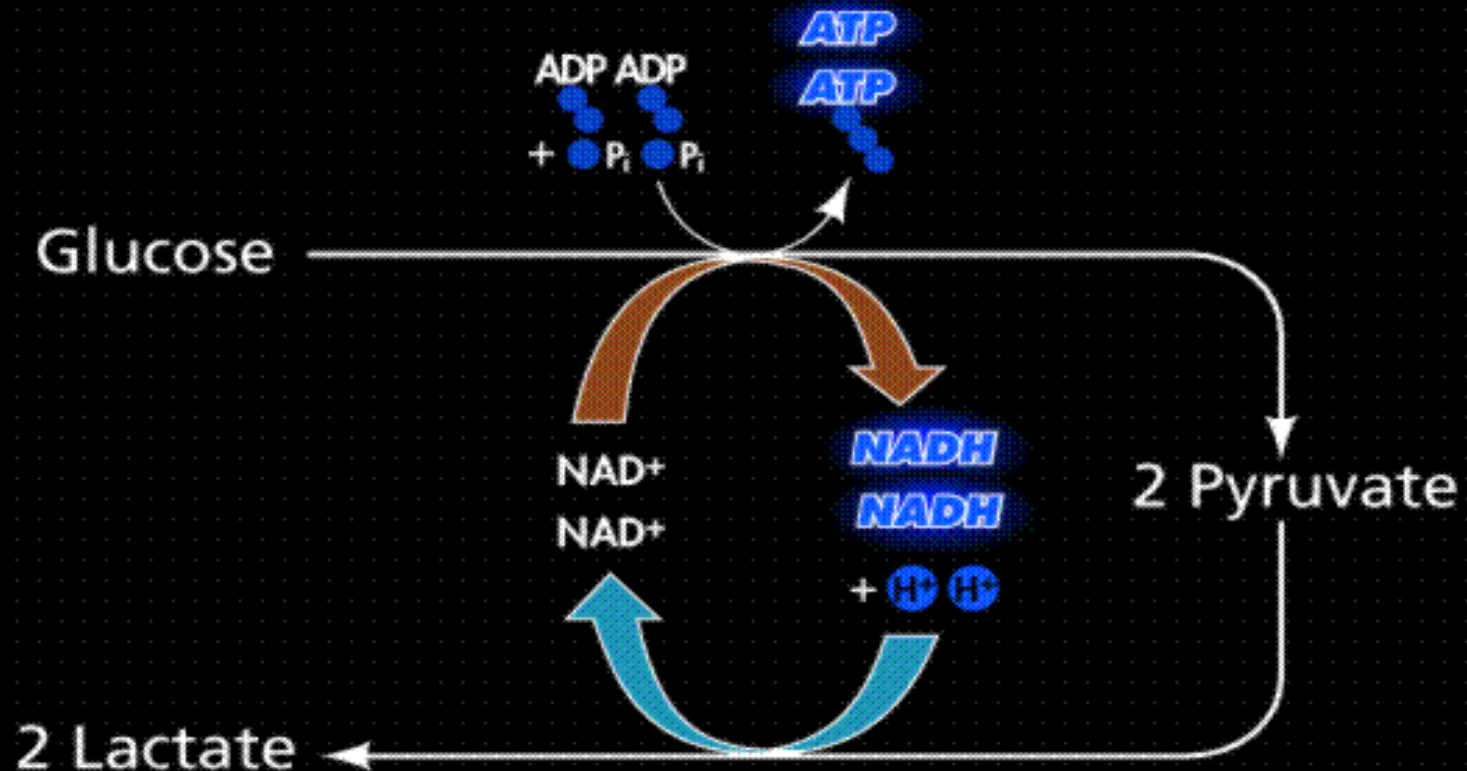 ATP
ADP ADP
ATP
+ Pi Pi
Glucose
NAD+
NADH
2 Pyruvate
NADH
NAD+
+ H+ H+
2 Lactate